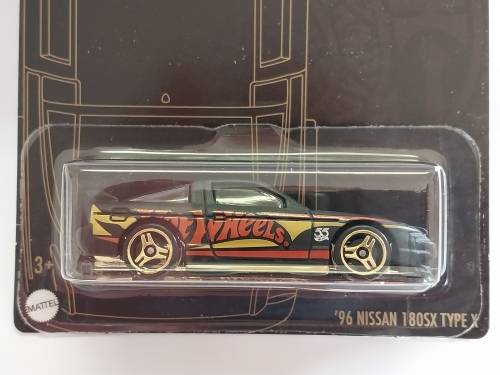 HOT WHEELS.
55
3+
MATTEL
'96 NISSAN 180SX TYPE X